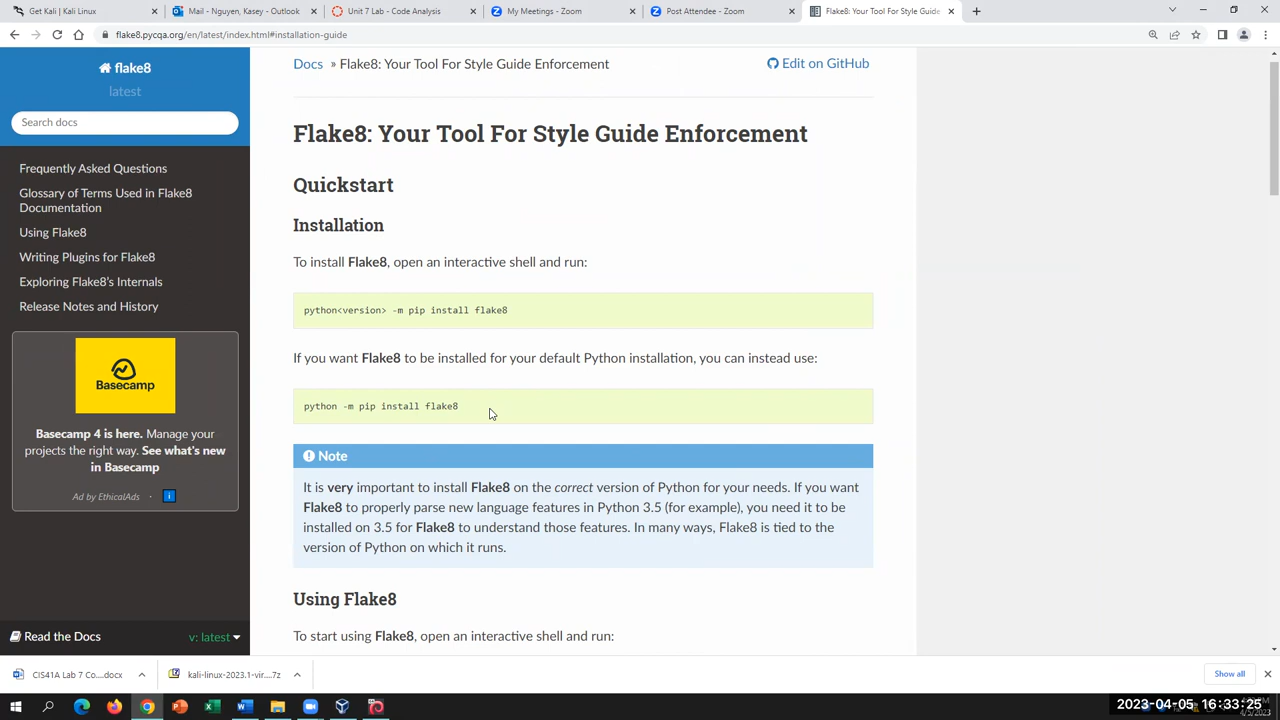 Get Kali | Kali Linux
Mail - Nguyen, Kasey - Outlook
Unit 7 Lab - Code Analysis
My Meetings - Zoom
Post Attendee - Zoom
Flake8: Your Tool For Style Guide
flake8.pycqa.org/en/latest/index.html#installation-guide
flake8
latest
Search docs
Frequently Asked Questions
Glossary of Terms Used in Flake8
Documentation
Using Flake8
Writing Plugins for Flake8
Exploring Flake8's Internals
Release Notes and History
Basecamp
Basecamp 4 is here. Manage your
projects the right way. See what's new
in Basecamp
Ad by EthicalAds ·
Read the Docs
v: latest
Docs » Flake8: Your Tool For Style Guide Enforcement
Edit on GitHub
Flake8: Your Tool For Style Guide Enforcement
Quickstart
Installation
To install Flake8, open an interactive shell and run:
python<version> -m pip install flake8
If you want Flake8 to be installed for your default Python installation, you can instead use:
python -m pip install flake8
Note
It is very important to install Flake8 on the correct version of Python for your needs. If you want
Flake8 to properly parse new language features in Python 3.5 (for example), you need it to be
installed on 3.5 for Flake8 to understand those features. In many ways, Flake8 is tied to the
version of Python on which it runs.
Using Flake8
To start using Flake8, open an interactive shell and run:
CIS41A Lab 7 Co....docx
kali-linux-2023.1-vir....7z
Show all
2023-04-05 16:33:25
4/5/2023